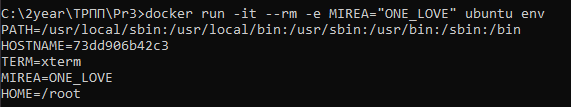 C:\2year\ТРПП\Pr3>docker run -it --rm -e MIREA="ONE_LOVE" ubuntu env
PATH=/usr/local/sbin:/usr/local/bin:/usr/sbin:/usr/bin:/sbin:/bin
HOSTNAME=73dd906b42c3
TERM=xterm
MIREA=ONE_LOVE
HOME=/root